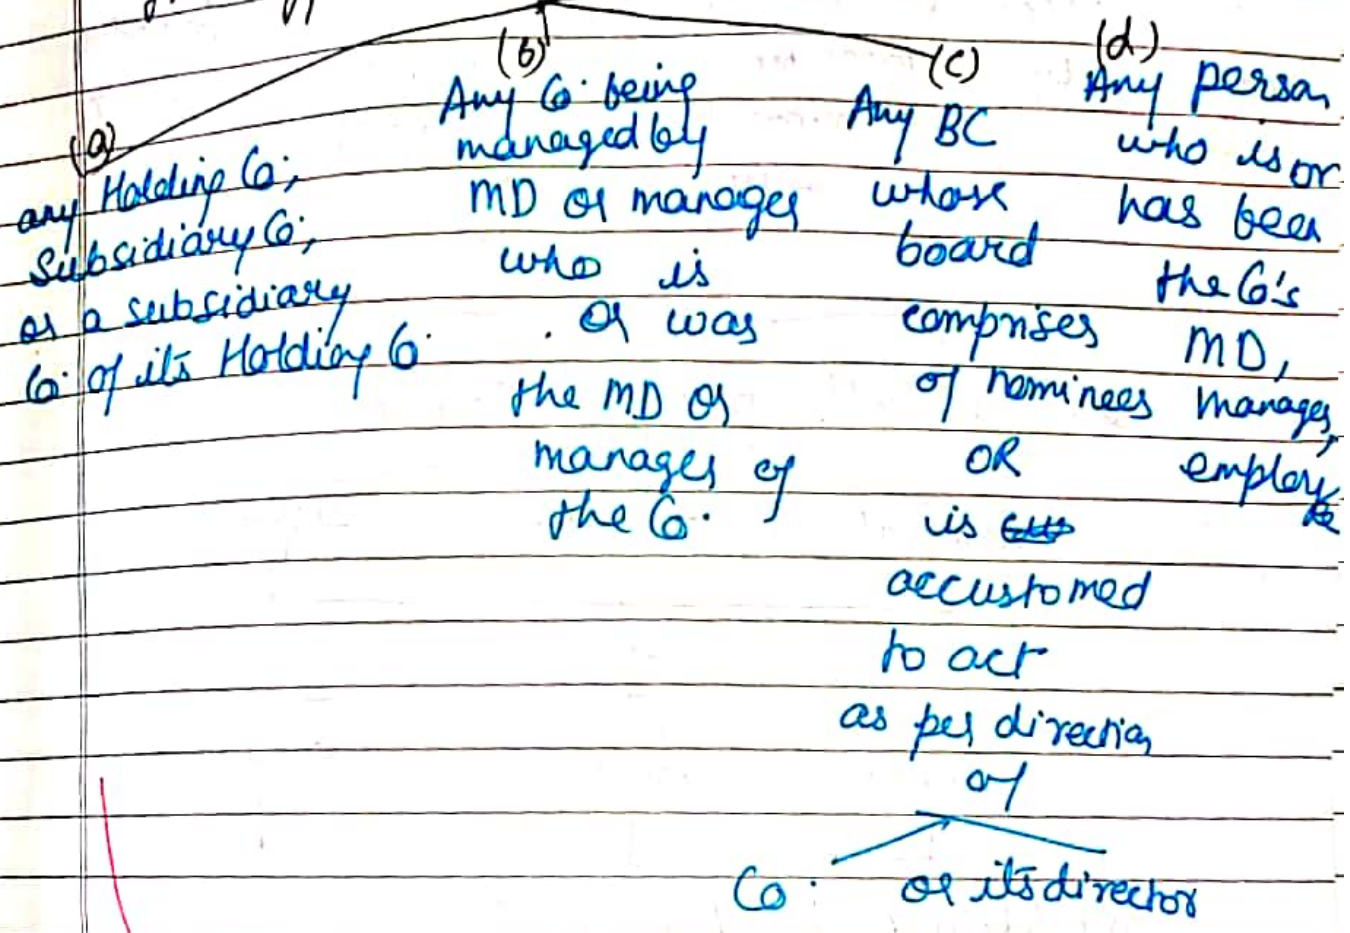 (a)
any Holding Co;
Subsidiary Co;
or a subsidiary
Co. of its Holding Co.
(b)
Any Co. being
managed by
MD or manager
who is
or was
the MD or
manager of
the Co.
(c)
Any BC
whose
board
comprises
of nominees
OR
is
accustomed
to act
as per direction
of
Co. or its director
(d)
Any person
who is or
has been
the Co's
MD,
manager,
employee